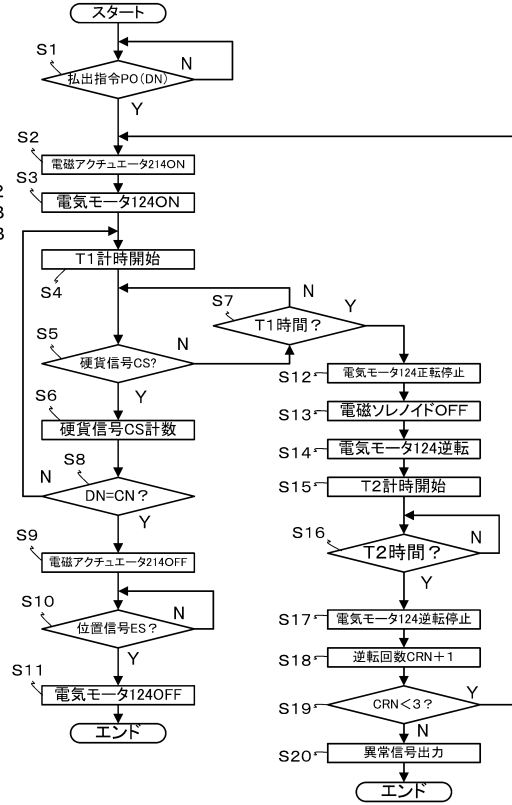 スタート
S1
払出指令PO(DN)
N
Y
S2
電磁アクチュエータ214ON
S3
電気モータ124ON
T1計時開始
S4
S5
硬貨信号CS?
N
Y
S7
T1時間?
N
Y
S6
硬貨信号CS計数
S8
DN=CN?
N
Y
S9
電磁アクチュエータ214OFF
S10
位置信号ES?
N
Y
S11
電気モータ124OFF
エンド
S12
電気モータ124正転停止
S13
電磁ソレノイドOFF
S14
電気モータ124逆転
S15
T2計時開始
S16
T2時間?
N
Y
S17
電気モータ124逆転停止
S18
逆転回数CRN+1
S19
CRN<3?
Y
N
S20
異常信号出力
エンド